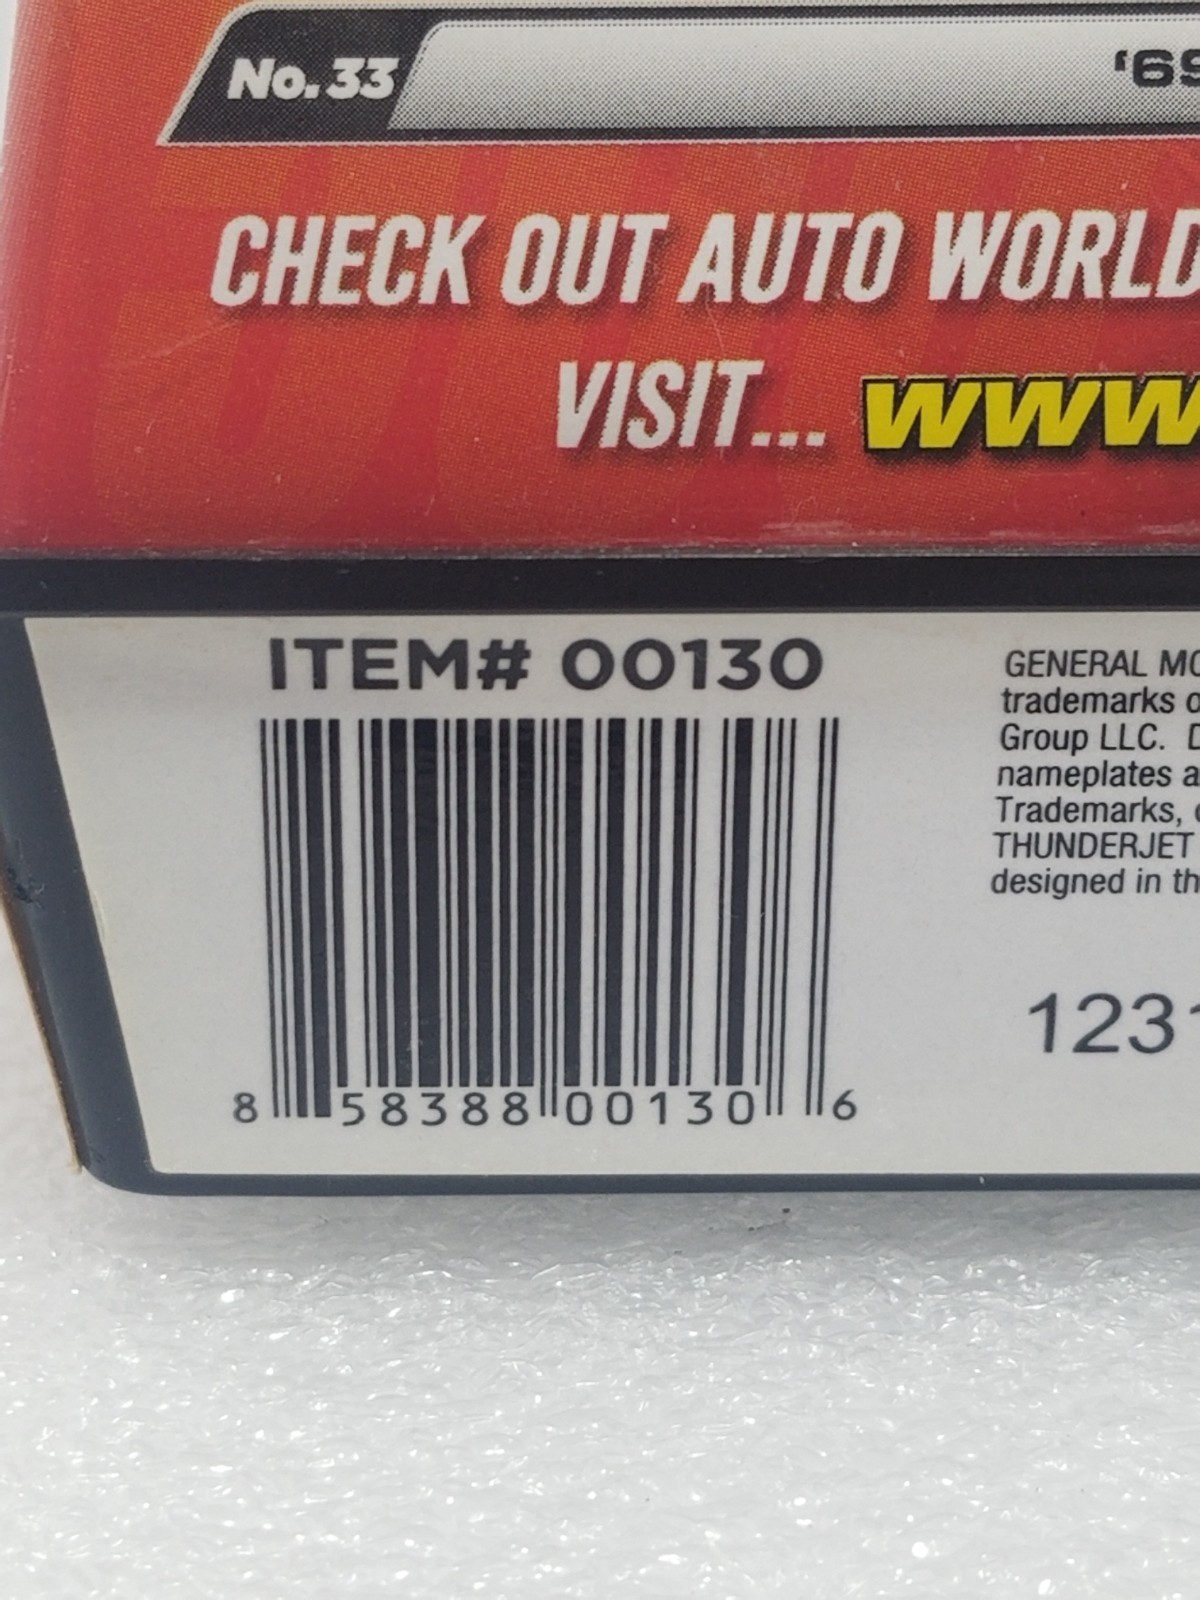 No. 33
'69
CHECK OUT AUTO WORLD
VISIT... www
ITEM# 00130
8 58388 00130 6
GENERAL MO
trademarks o
Group LLC. D
nameplates a
Trademarks, o
THUNDERJET
designed in th
1231